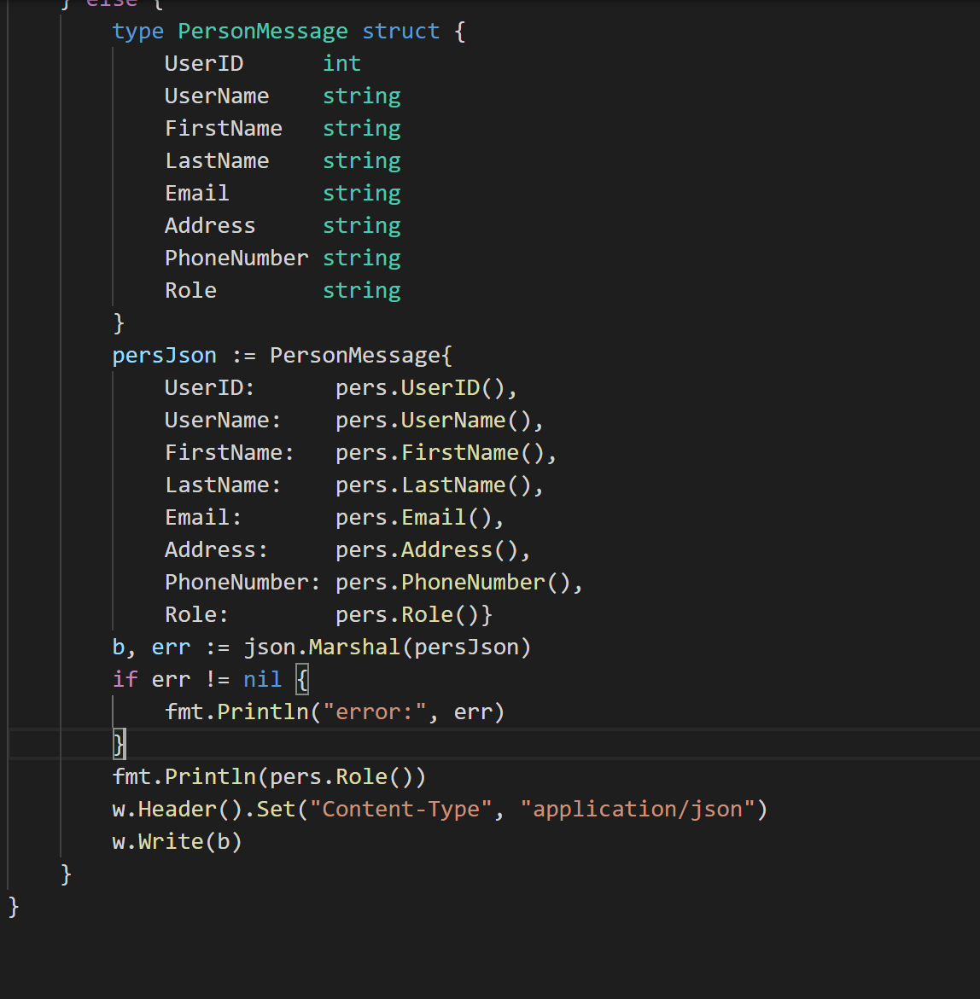 } else {
type PersonMessage struct {
UserID      int
UserName    string
FirstName   string
LastName    string
Email       string
Address     string
PhoneNumber string
Role        string
}
persJson := PersonMessage{
UserID:      pers.UserID(),
UserName:    pers.UserName(),
FirstName:   pers.FirstName(),
LastName:    pers.LastName(),
Email:       pers.Email(),
Address:     pers.Address(),
PhoneNumber: pers.PhoneNumber(),
Role:        pers.Role()}
b, err := json.Marshal(persJson)
if err != nil {
fmt.Println("error:", err)
}
fmt.Println(pers.Role())
w.Header().Set("Content-Type", "application/json")
w.Write(b)
}
}